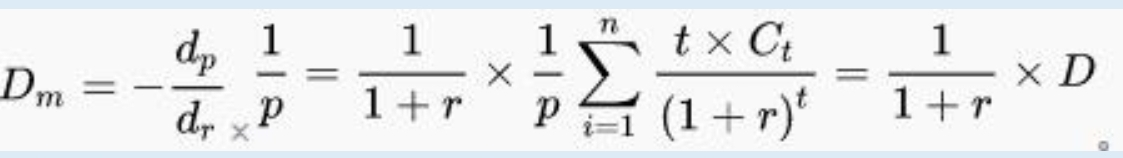 $D_m = -\frac{d_p}{d_r} \times \frac{1}{p} = \frac{1}{1+r} \times \frac{1}{p} \sum_{i=1}^{n} \frac{t \times C_t}{(1+r)^t} = \frac{1}{1+r} \times D$。